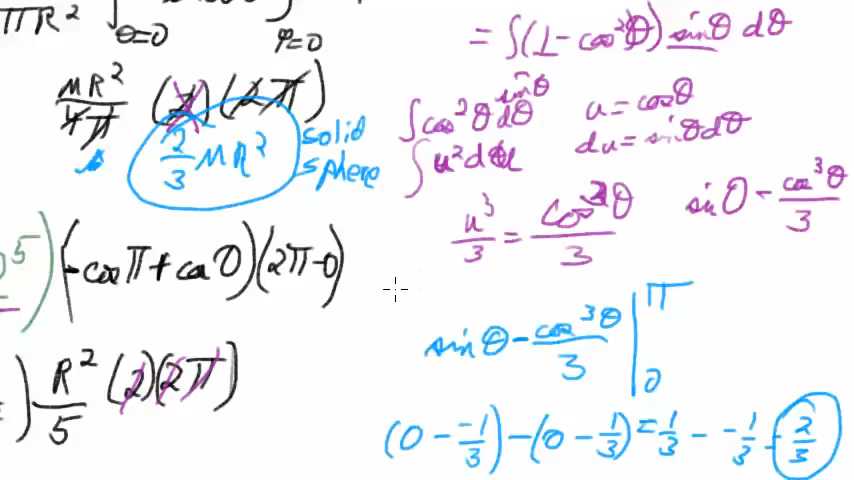 πR² ∫ θ=0 ∫ φ=0
MR²/4π (2)(2π)
2/3 MR² solid sphere
0⁵) (-cos π + cos 0)(2π-0)
) R²/5 (2)(2π)
= ∫(1 - cos²θ) sinθ dθ
∫cos²θ sinθ dθ u = cosθ
∫u² du du = sinθdθ
u³/3 = cos³θ/3 sinθ - cos³θ/3
sinθ - cos³θ/3 |₀^π
(0 - -1/3) - (0 - 1/3) = 1/3 - -1/3 = 2/3